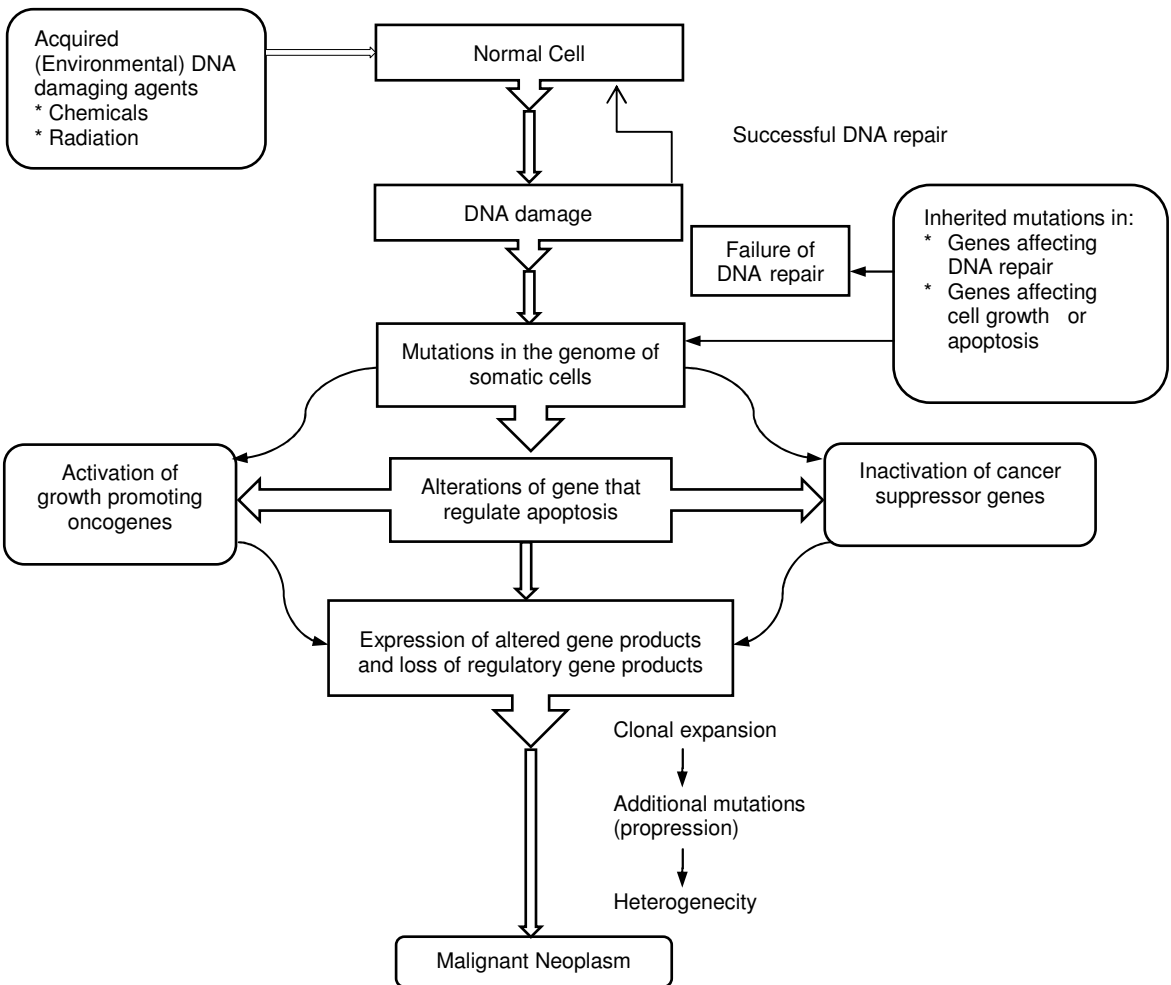 Acquired
(Environmental) DNA
damaging agents
* Chemicals
* Radiation
Normal Cell
Successful DNA repair
DNA damage
Inherited mutations in:
* Genes affecting
DNA repair
* Genes affecting
cell growth or
apoptosis
Failure of
DNA repair
Mutations in the genome of
somatic cells
Activation of
growth promoting
oncogenes
Alterations of gene that
regulate apoptosis
Inactivation of cancer
suppressor genes
Expression of altered gene products
and loss of regulatory gene products
Clonal expansion
Additional mutations
(propression)
Heterogenecity
Malignant Neoplasm